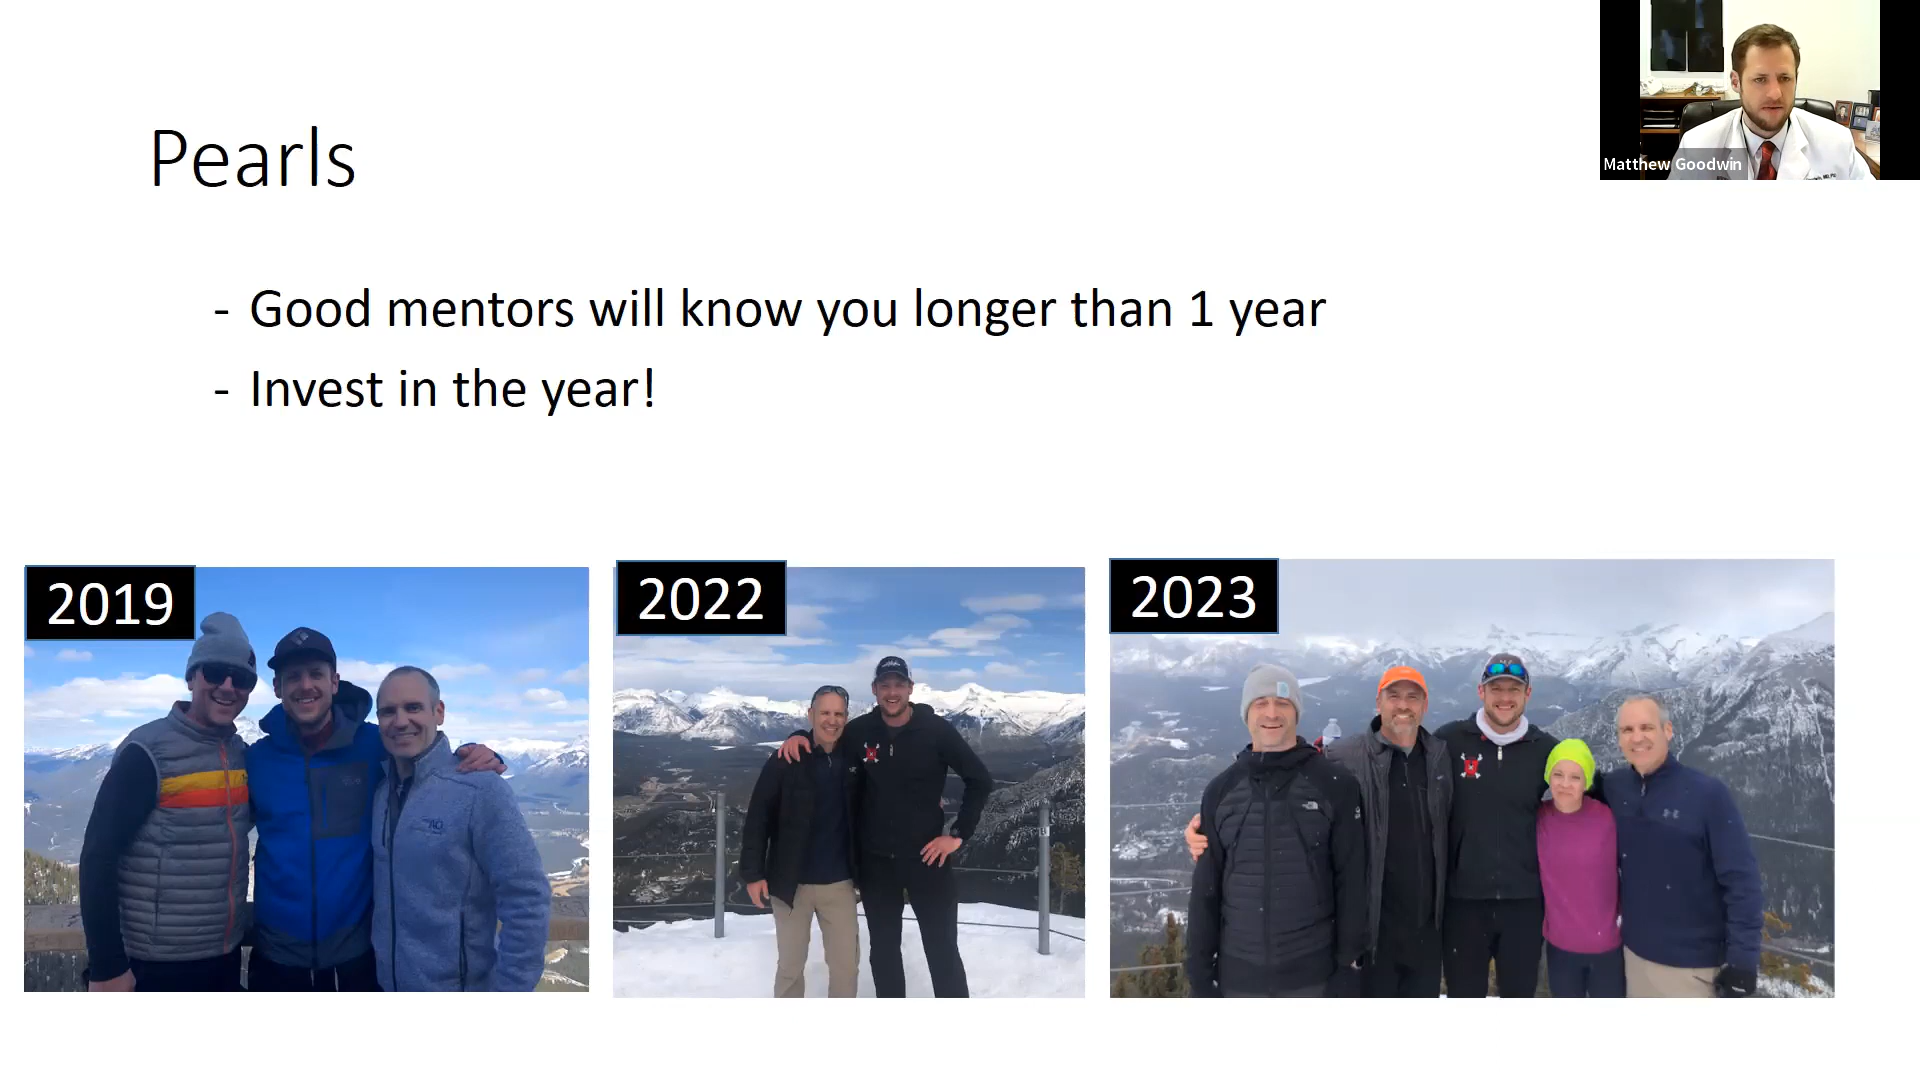 Pearls
- Good mentors will know you longer than 1 year
- Invest in the year!
2019
2022
2023
Matthew Goodwin